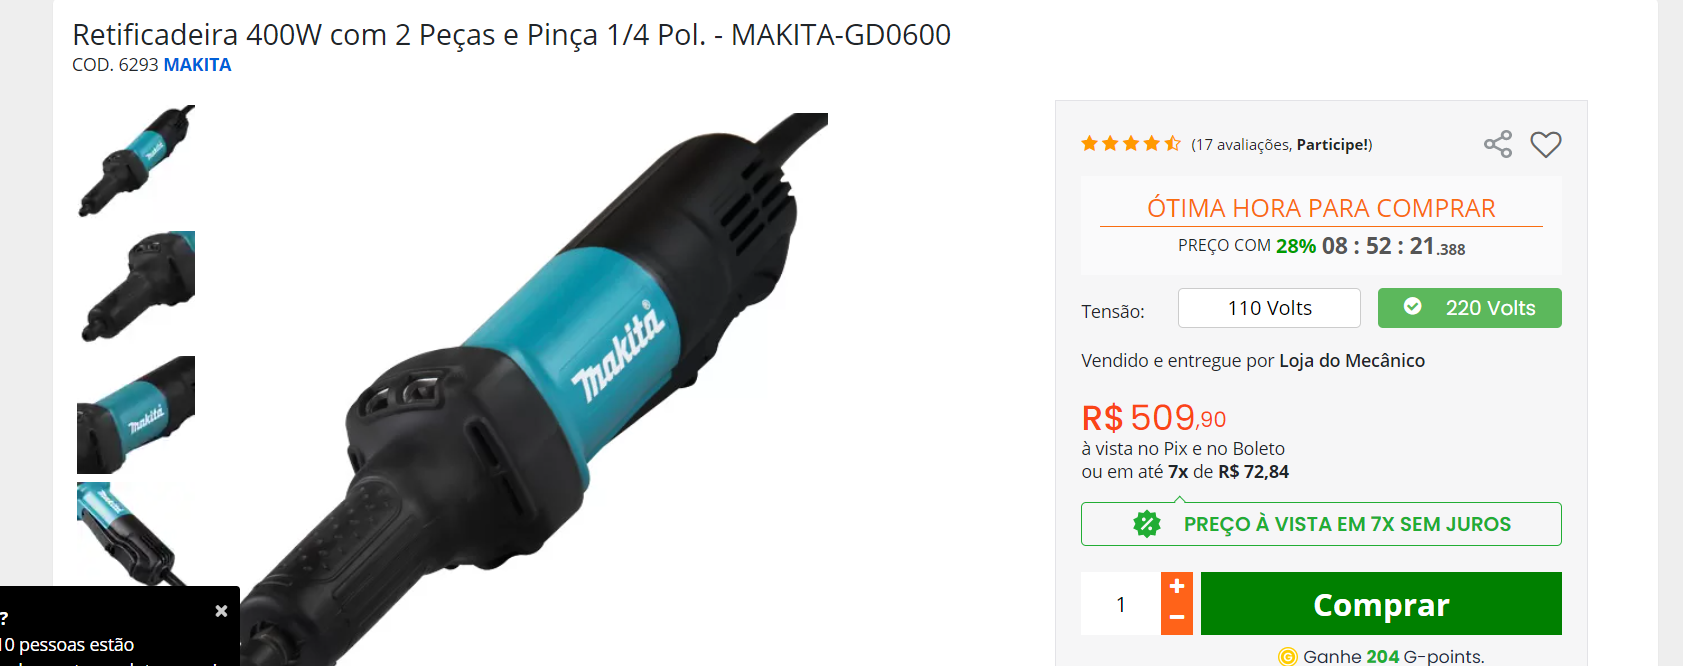 Retificadeira 400W com 2 Peças e Pinça 1/4 Pol. - MAKITA-GD0600
COD. 6293 MAKITA
makita
(17 avaliações, Participe!)
ÓTIMA HORA PARA COMPRAR
PREÇO COM 28% 08 : 52 : 21.388
Tensão: 110 Volts 220 Volts
Vendido e entregue por Loja do Mecânico
R$ 509,90
à vista no Pix e no Boleto
ou em até 7x de R$ 72,84
PREÇO À VISTA EM 7X SEM JUROS
1 + −
Comprar
Ganhe 204 G-points.
?
10 pessoas estão